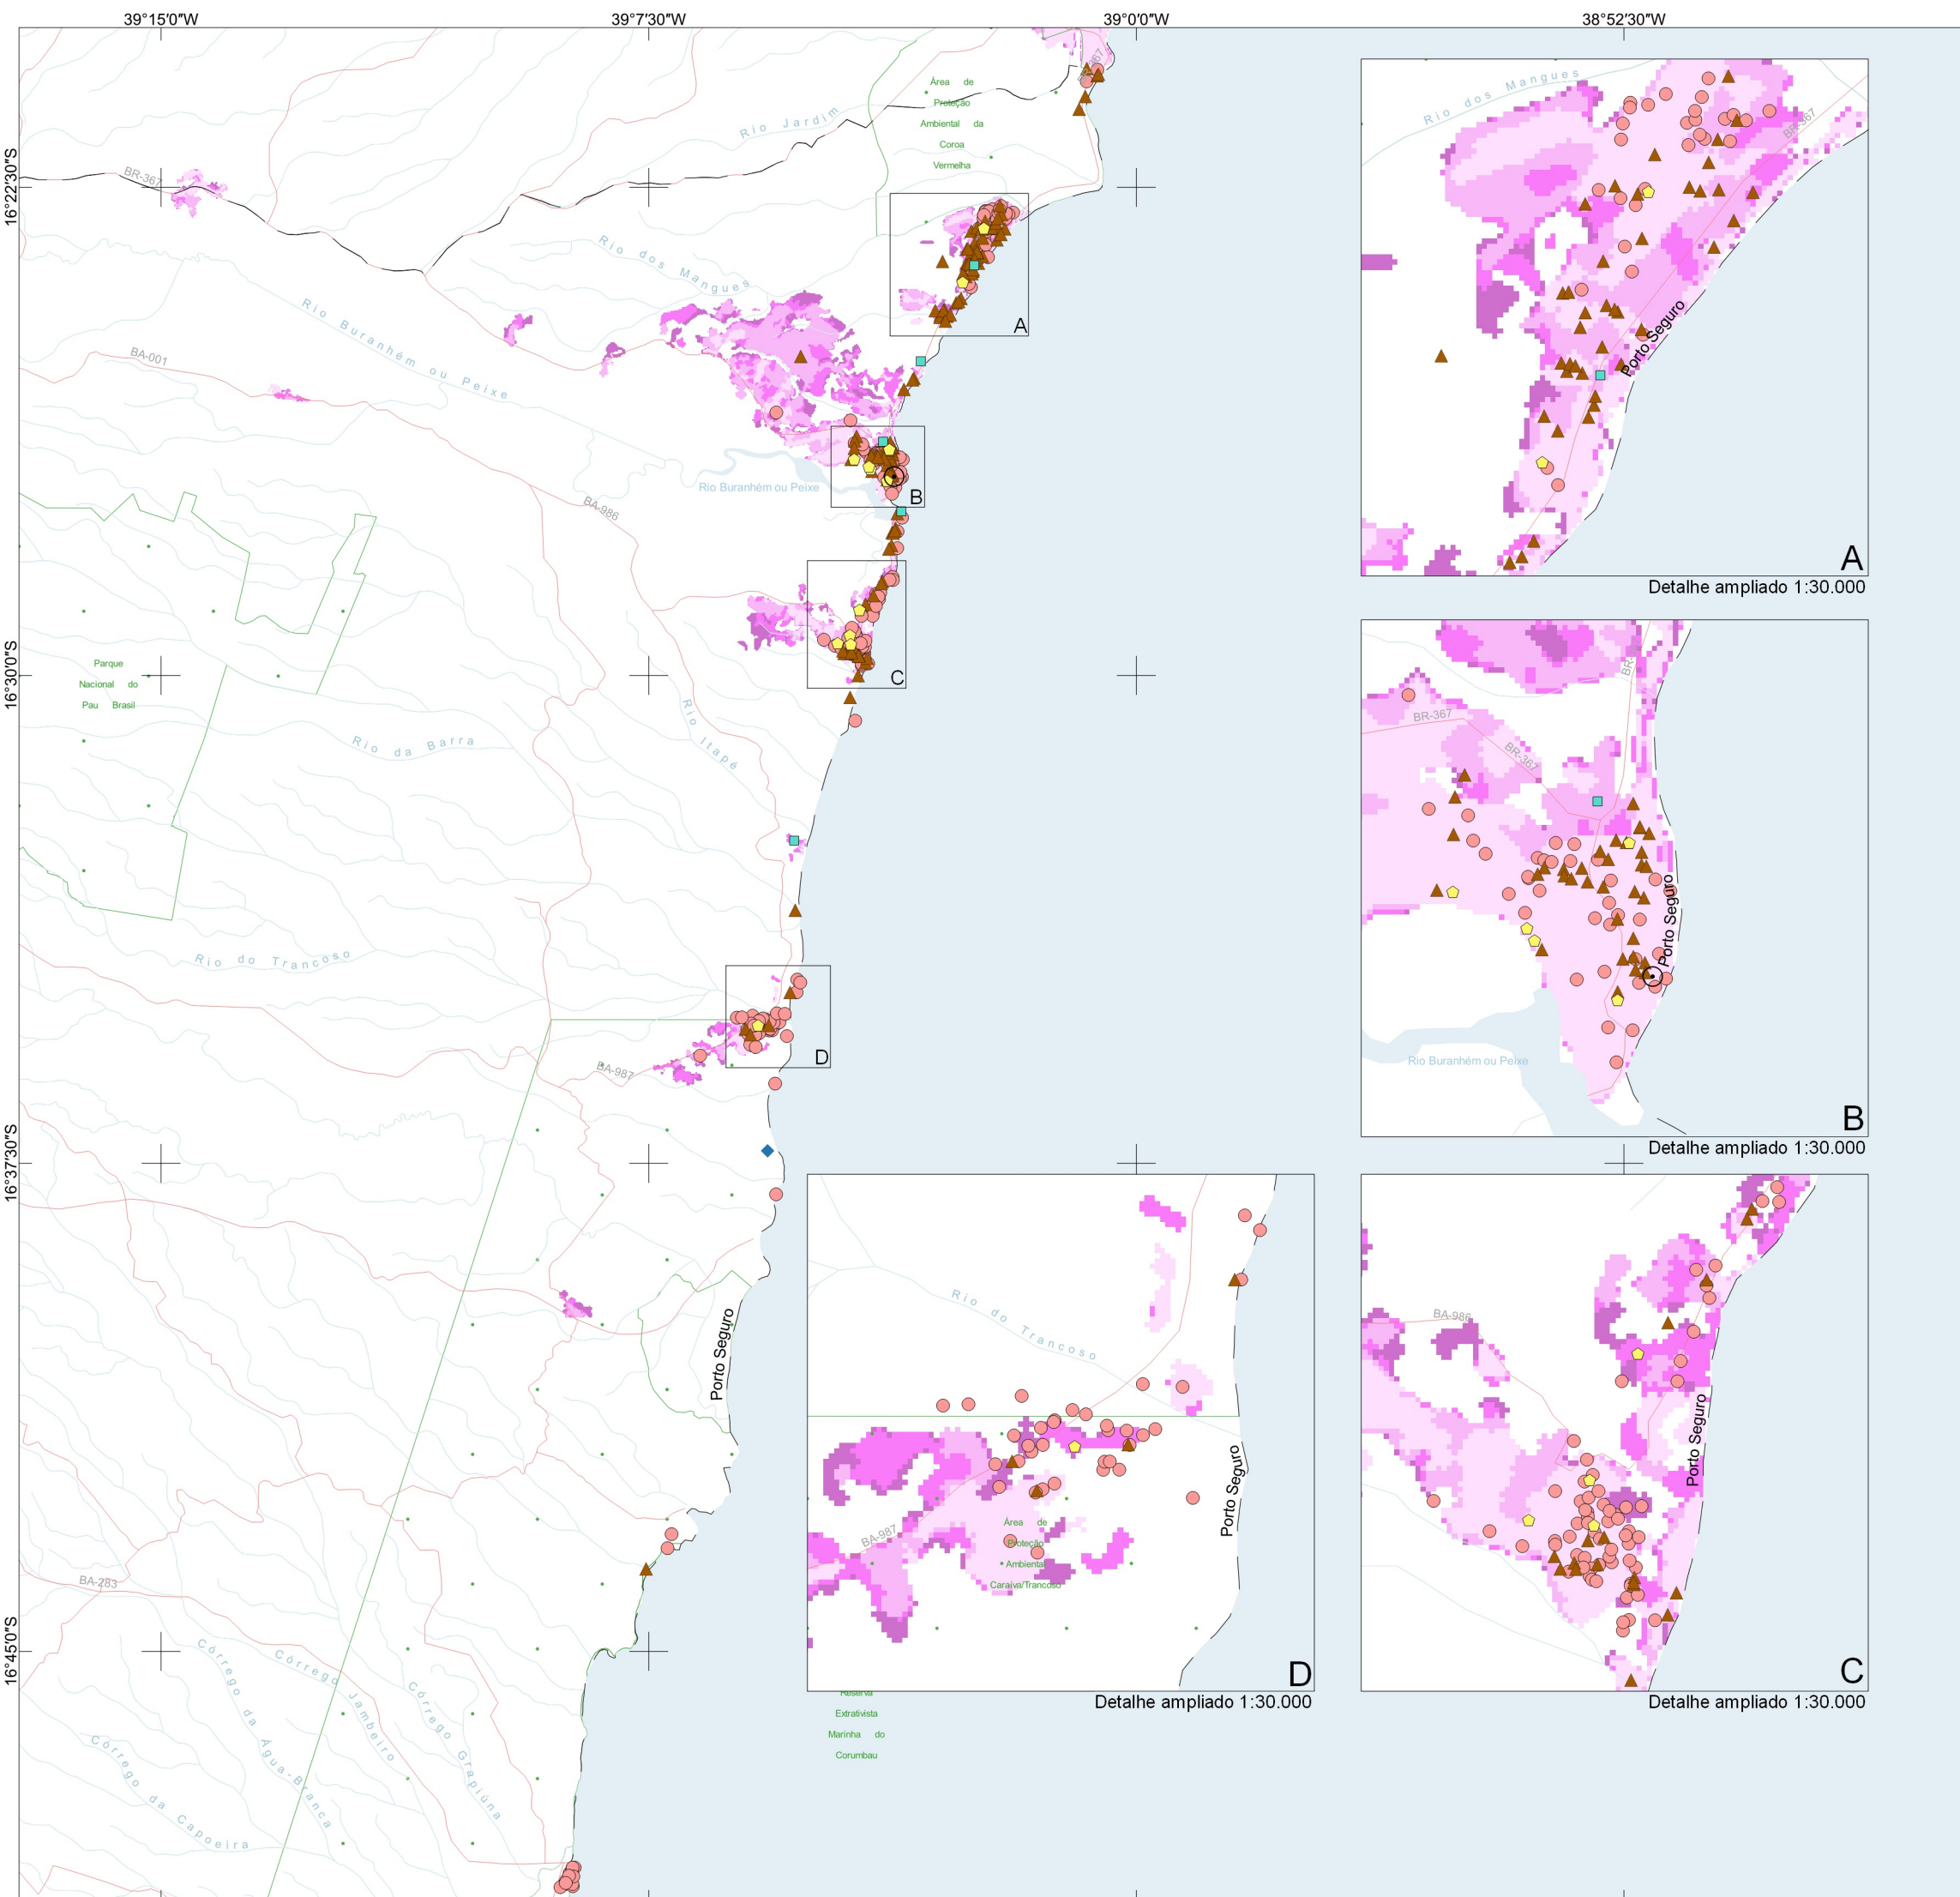 39°15'0"W
39°7'30"W
39°0'0"W
38°52'30"W
16°22'30"S
16°30'0"S
16°37'30"S
16°45'0"S
BR-367
Área de
Proteção
Ambiental da
Coroa
Vermelha
Rio Jardim
BR-367
Rio dos Mangues
A
Rio Buranhém ou Peixe
BA-001
Rio Buranhém ou Peixe
B
BA-986
C
Parque
Nacional do
Pau Brasil
Rio da Barra
Rio Itapé
Rio do Trancoso
D
BA-987
Porto Seguro
BA-283
Córrego da Água-Branca
Córrego Jambeiro
Córrego Grapiúna
Córrego da Capoeira
Rio dos Mangues
BR-367
Porto Seguro
A
Detalhe ampliado 1:30.000
BR-
BR-367
BR-367
Porto Seguro
Rio Buranhém ou Peixe
B
Detalhe ampliado 1:30.000
BA-986
Porto Seguro
C
Detalhe ampliado 1:30.000
Rio do Trancoso
Porto Seguro
BA-987
Área de
Proteção
Ambiental
Caraíva/Trancoso
D
Detalhe ampliado 1:30.000
Reserva
Extrativista
Marinha do
Corumbau